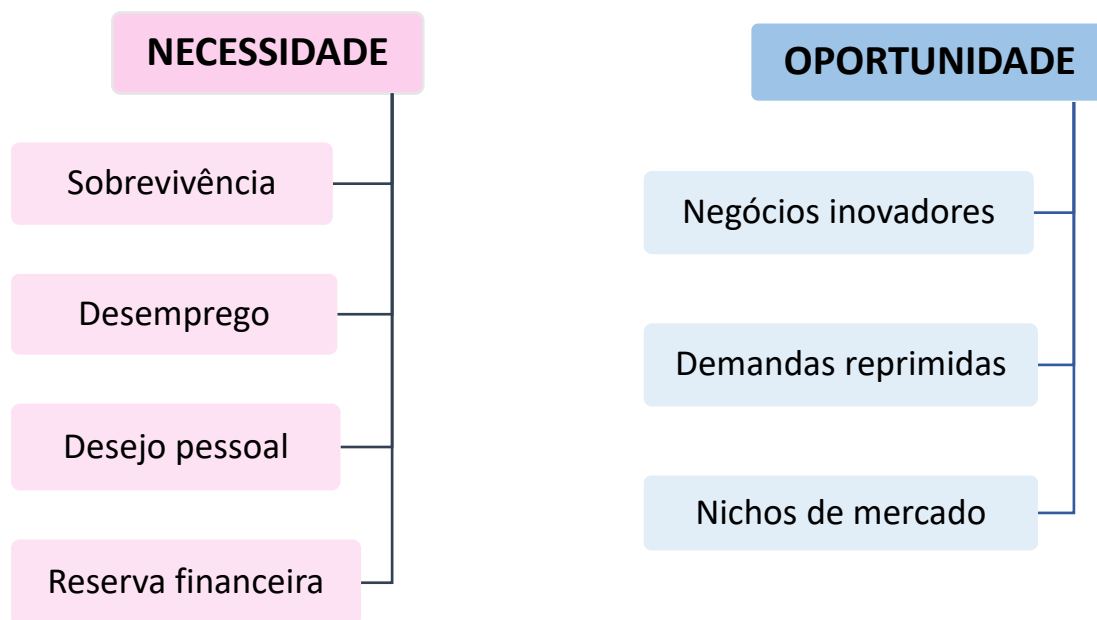 NECESSIDADE
Sobrevivência
Desemprego
Desejo pessoal
Reserva financeira
OPORTUNIDADE
Negócios inovadores
Demandas reprimidas
Nichos de mercado